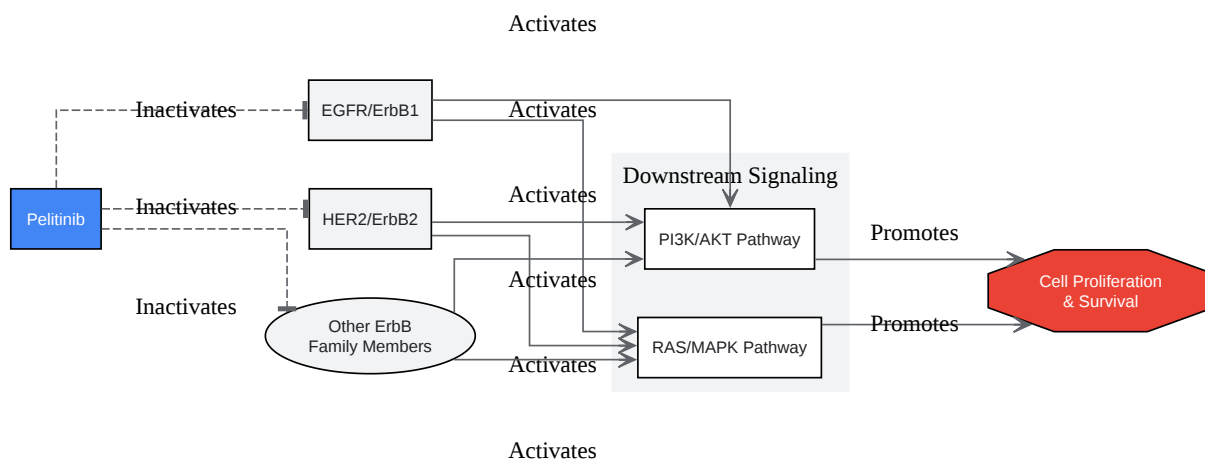 Activates
Inactivates
EGFR/ErbB1
Activates
Downstream Signaling
Inactivates
Activates
Pelitinib
HER2/ErbB2
PI3K/AKT Pathway
Promotes
Activates
Cell Proliferation
& Survival
Inactivates
Other ErbB
Family Members
Promotes
RAS/MAPK Pathway
Activates
Activates